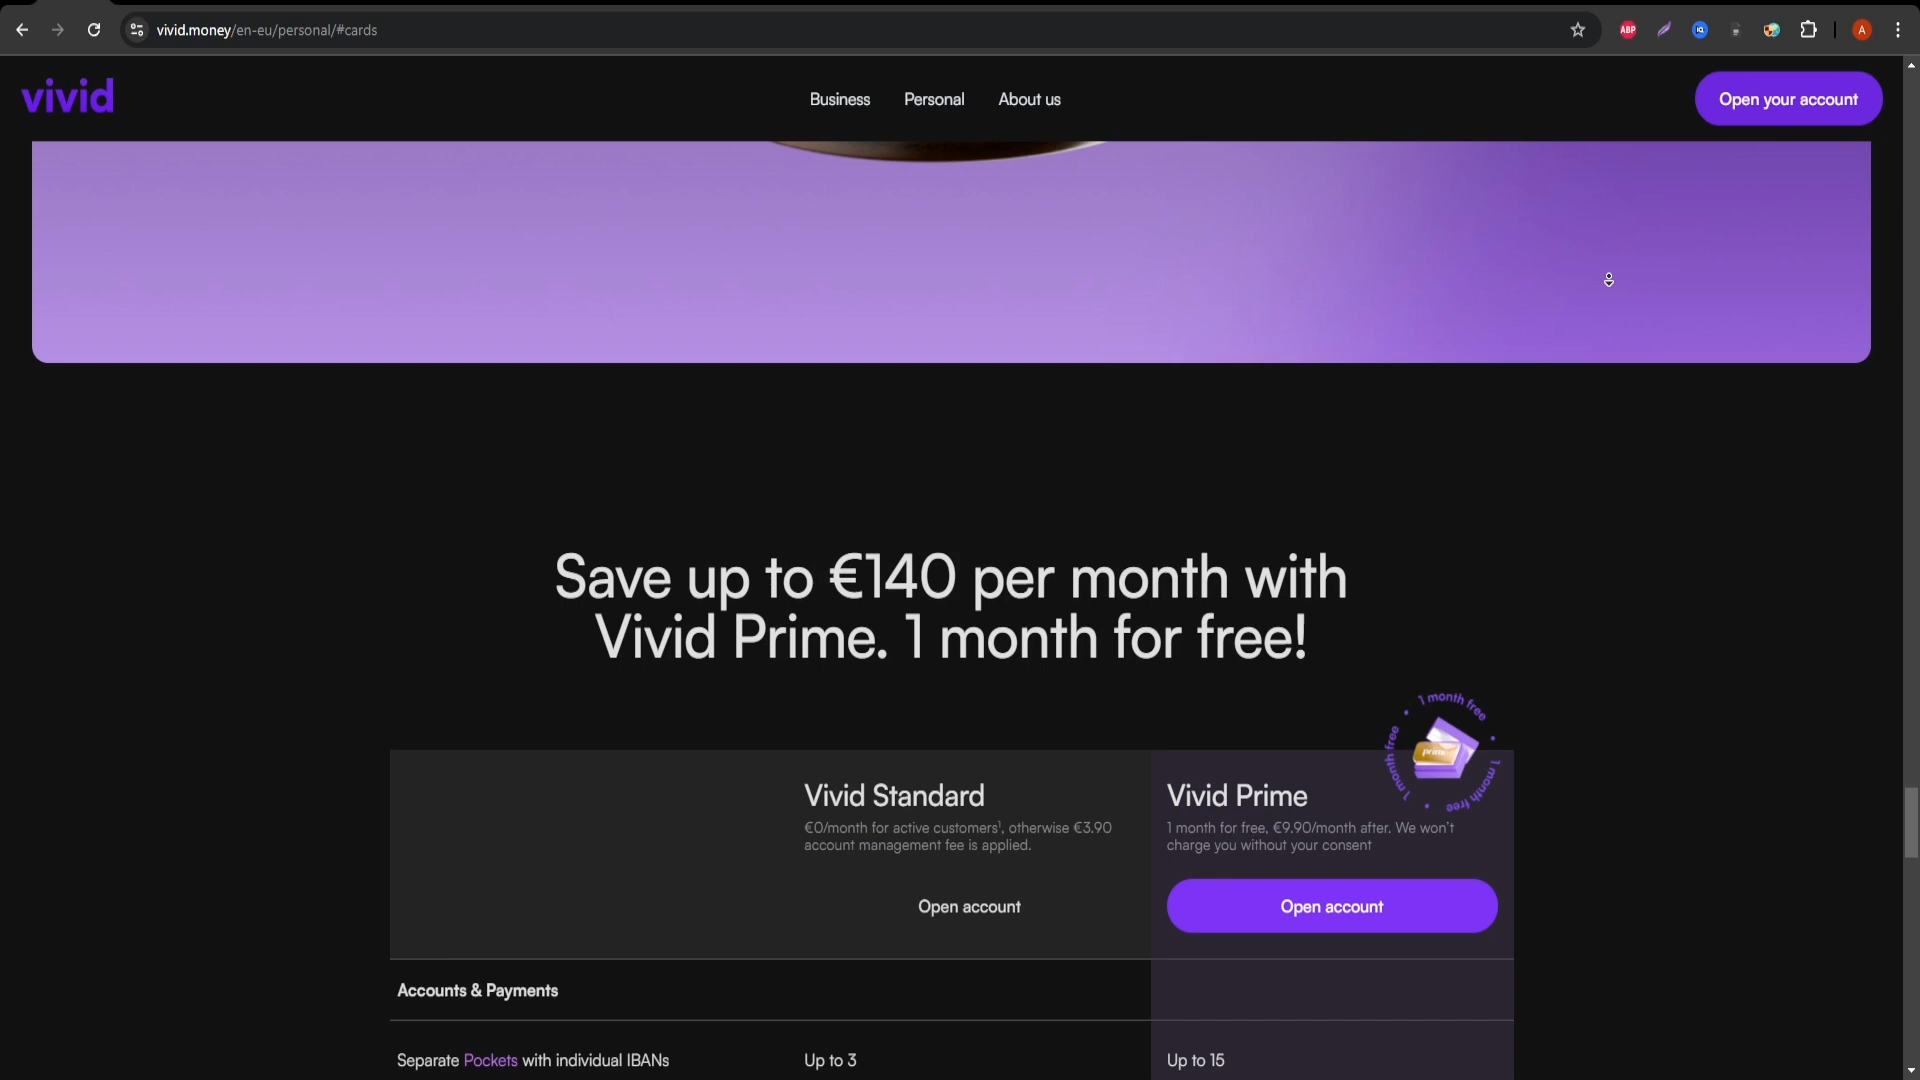 vivid.money/en-eu/personal/#cards
ABP
A
vivid
Business
Personal
About us
Open your account
Save up to €140 per month with
Vivid Prime. 1 month for free!
1 month free • 1 month free • 1 month free •
prime
Vivid Standard
€0/month for active customers¹, otherwise €3.90
account management fee is applied.
Open account
Vivid Prime
1 month for free, €9.90/month after. We won't
charge you without your consent
Open account
Accounts & Payments
Separate Pockets with individual IBANs
Up to 3
Up to 15